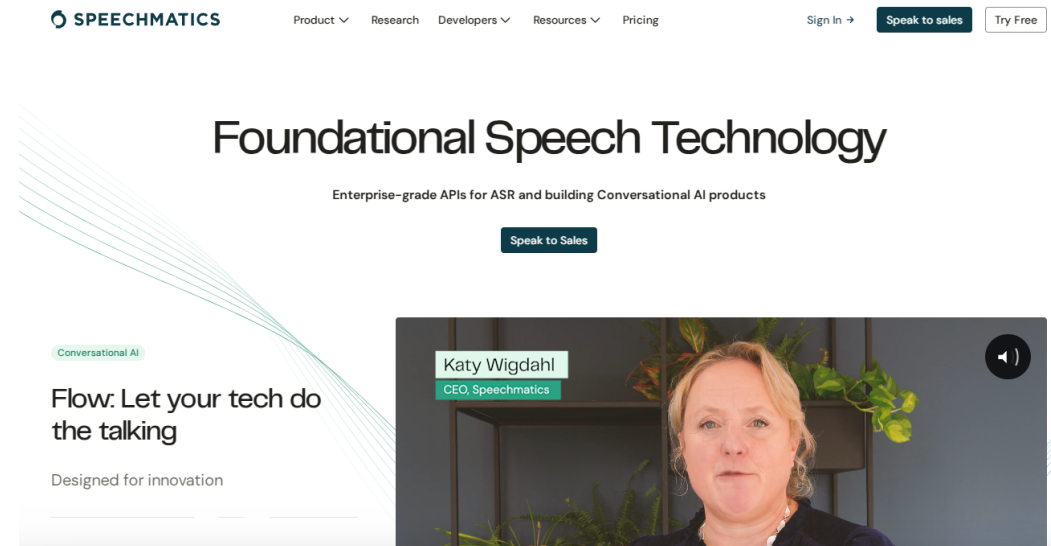 SPEECHMATICS
Product
Research
Developers
Resources
Pricing
Sign In →
Speak to sales
Try Free
Foundational Speech Technology
Enterprise-grade APIs for ASR and building Conversational AI products
Speak to Sales
Conversational AI
Flow: Let your tech do
the talking
Designed for innovation
Katy Wigdahl
CEO, Speechmatics